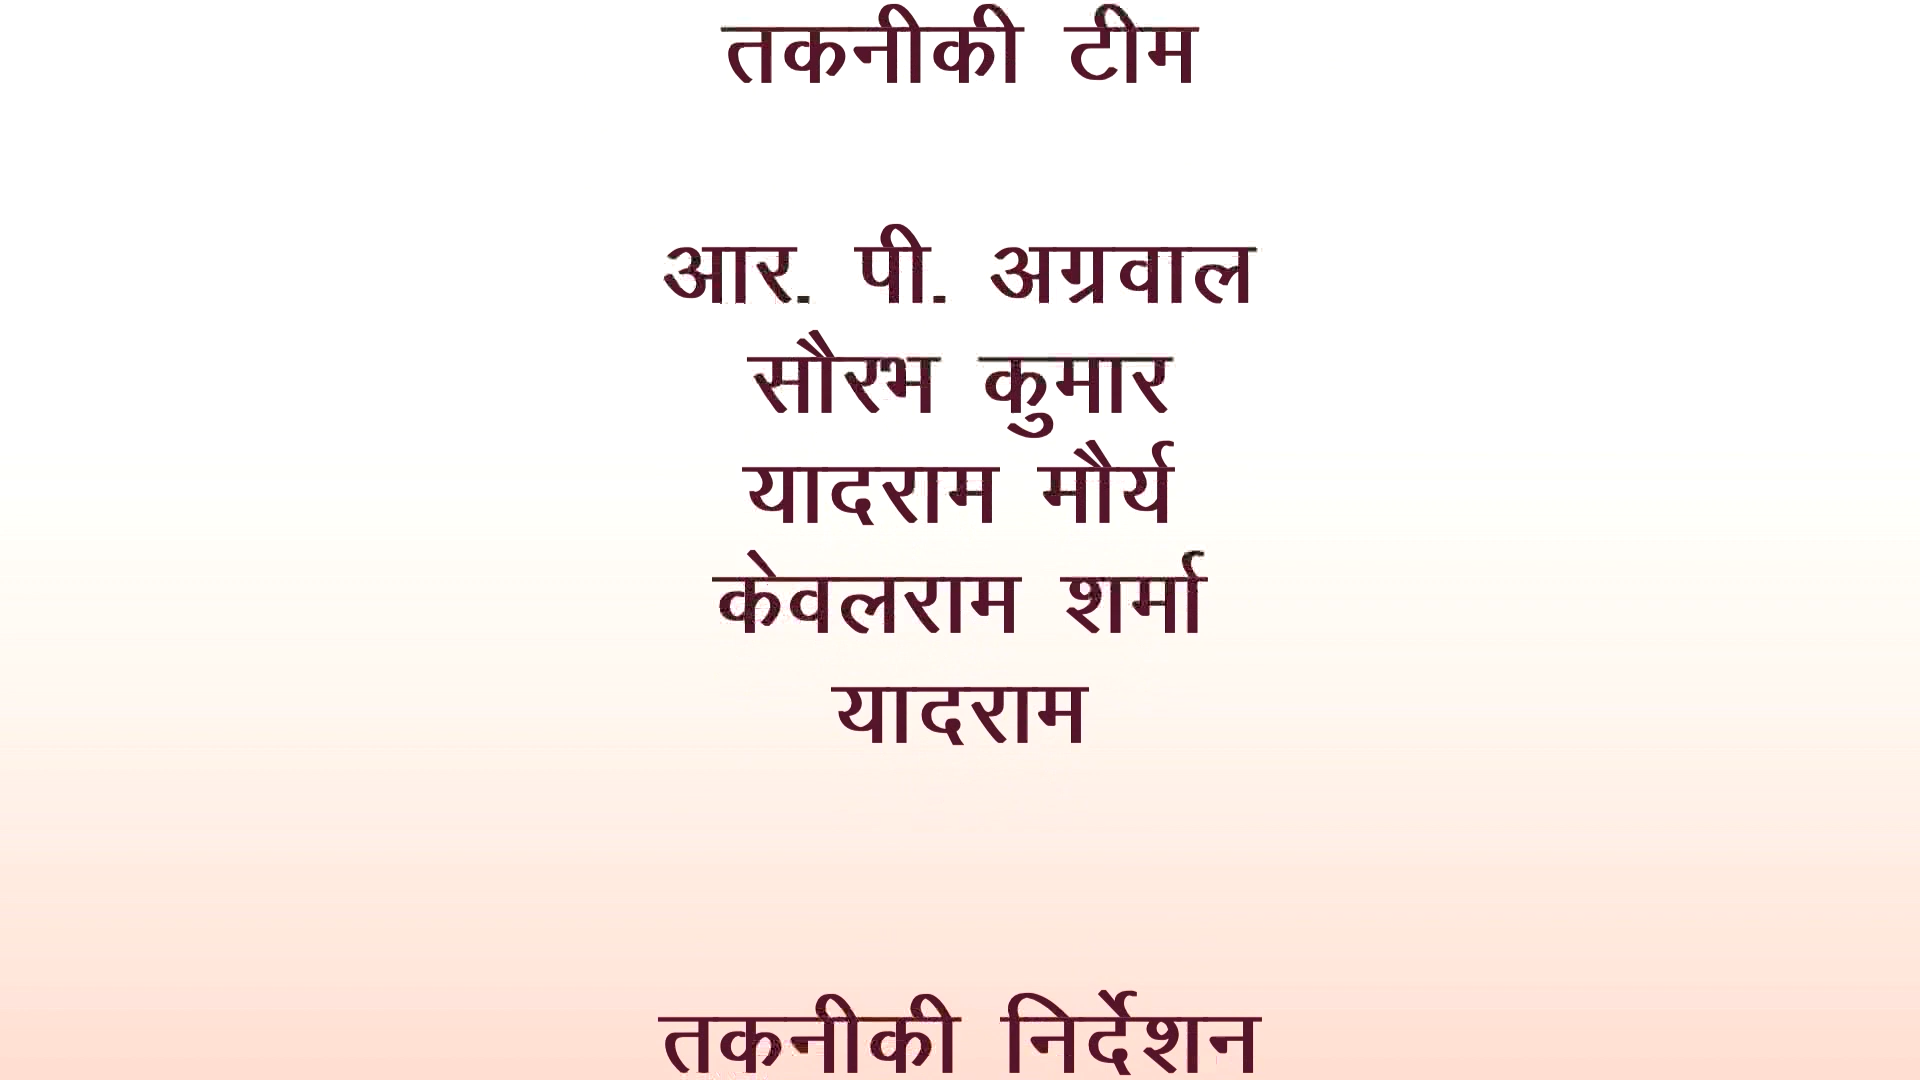 तकनीकी टीम
आर. पी. अग्रवाल
सौरभ कुमार
यादराम मौर्य
केवलराम शर्मा
यादराम
तकनीकी निर्देशन